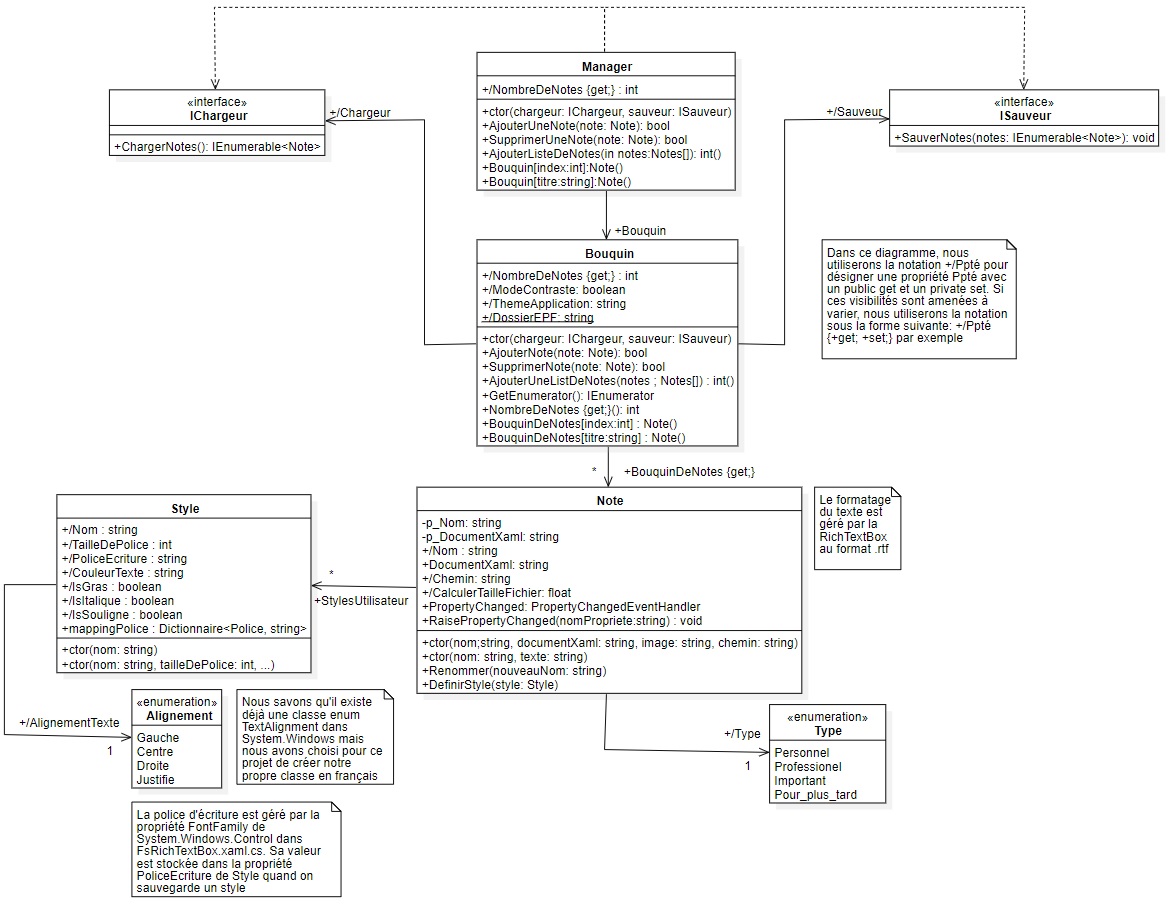 Manager
+/NombreDeNotes {get;} : int
+ctor(chargeur: IChargeur, sauveur: ISauveur)
+AjouterUneNote(note: Note): bool
+SupprimerUneNote(note: Note): bool
+AjouterListeDeNotes(in notes:Notes[]): int()
+Bouquin[index:int]:Note()
+Bouquin[titre:string]:Note()
«interface»
IChargeur
+ChargerNotes(): IEnumerable<Note>
+/Chargeur
+/Sauveur
«interface»
ISauveur
+SauverNotes(notes: IEnumerable<Note>): void
+Bouquin
Bouquin
+/NombreDeNotes {get;} : int
+/ModeContraste: boolean
+/ThemeApplication: string
+/DossierEPF: string
+ctor(chargeur: IChargeur, sauveur: ISauveur)
+AjouterNote(note: Note): bool
+SupprimerNote(note: Note): bool
+AjouterUneListDeNotes(notes ; Notes[]) : int()
+GetEnumerator(): IEnumerator
+NombreDeNotes {get;}(): int
+BouquinDeNotes[index:int] : Note()
+BouquinDeNotes[titre:string] : Note()
Dans ce diagramme, nous
utiliserons la notation +/Ppté pour
désigner une propriété Ppté avec
un public get et un private set. Si
ces visibilités sont amenées à
varier, nous utiliserons la notation
sous la forme suivante: +/Ppté
{+get; +set;} par exemple
*
+BouquinDeNotes {get;}
Note
-p_Nom: string
-p_DocumentXaml: string
+/Nom : string
+DocumentXaml: string
+/Chemin: string
+/CalculerTailleFichier: float
+PropertyChanged: PropertyChangedEventHandler
+RaisePropertyChanged(nomPropriete:string) : void
+ctor(nom;string, documentXaml: string, image: string, chemin: string)
+ctor(nom: string, texte: string)
+Renommer(nouveauNom: string)
+DefinirStyle(style: Style)
Le formatage
du texte est
géré par la
RichTextBox
au format .rtf
Style
+/Nom : string
+/TailleDePolice : int
+/PoliceEcriture : string
+/CouleurTexte : string
+/IsGras : boolean
+/IsItalique : boolean
+/IsSouligne : boolean
+mappingPolice : Dictionnaire<Police, string>
+ctor(nom: string)
+ctor(nom: string, tailleDePolice: int, ...)
*
+StylesUtilisateur
+/AlignementTexte
1
«enumeration»
Alignement
Gauche
Centre
Droite
Justifie
Nous savons qu'il existe
déjà une classe enum
TextAlignment dans
System.Windows mais
nous avons choisi pour ce
projet de créer notre
propre classe en français
+/Type
1
«enumeration»
Type
Personnel
Professionel
Important
Pour_plus_tard
La police d'écriture est géré par la
propriété FontFamily de
System.Windows.Control dans
FsRichTextBox.xaml.cs. Sa valeur
est stockée dans la propriété
PoliceEcriture de Style quand on
sauvegarde un style